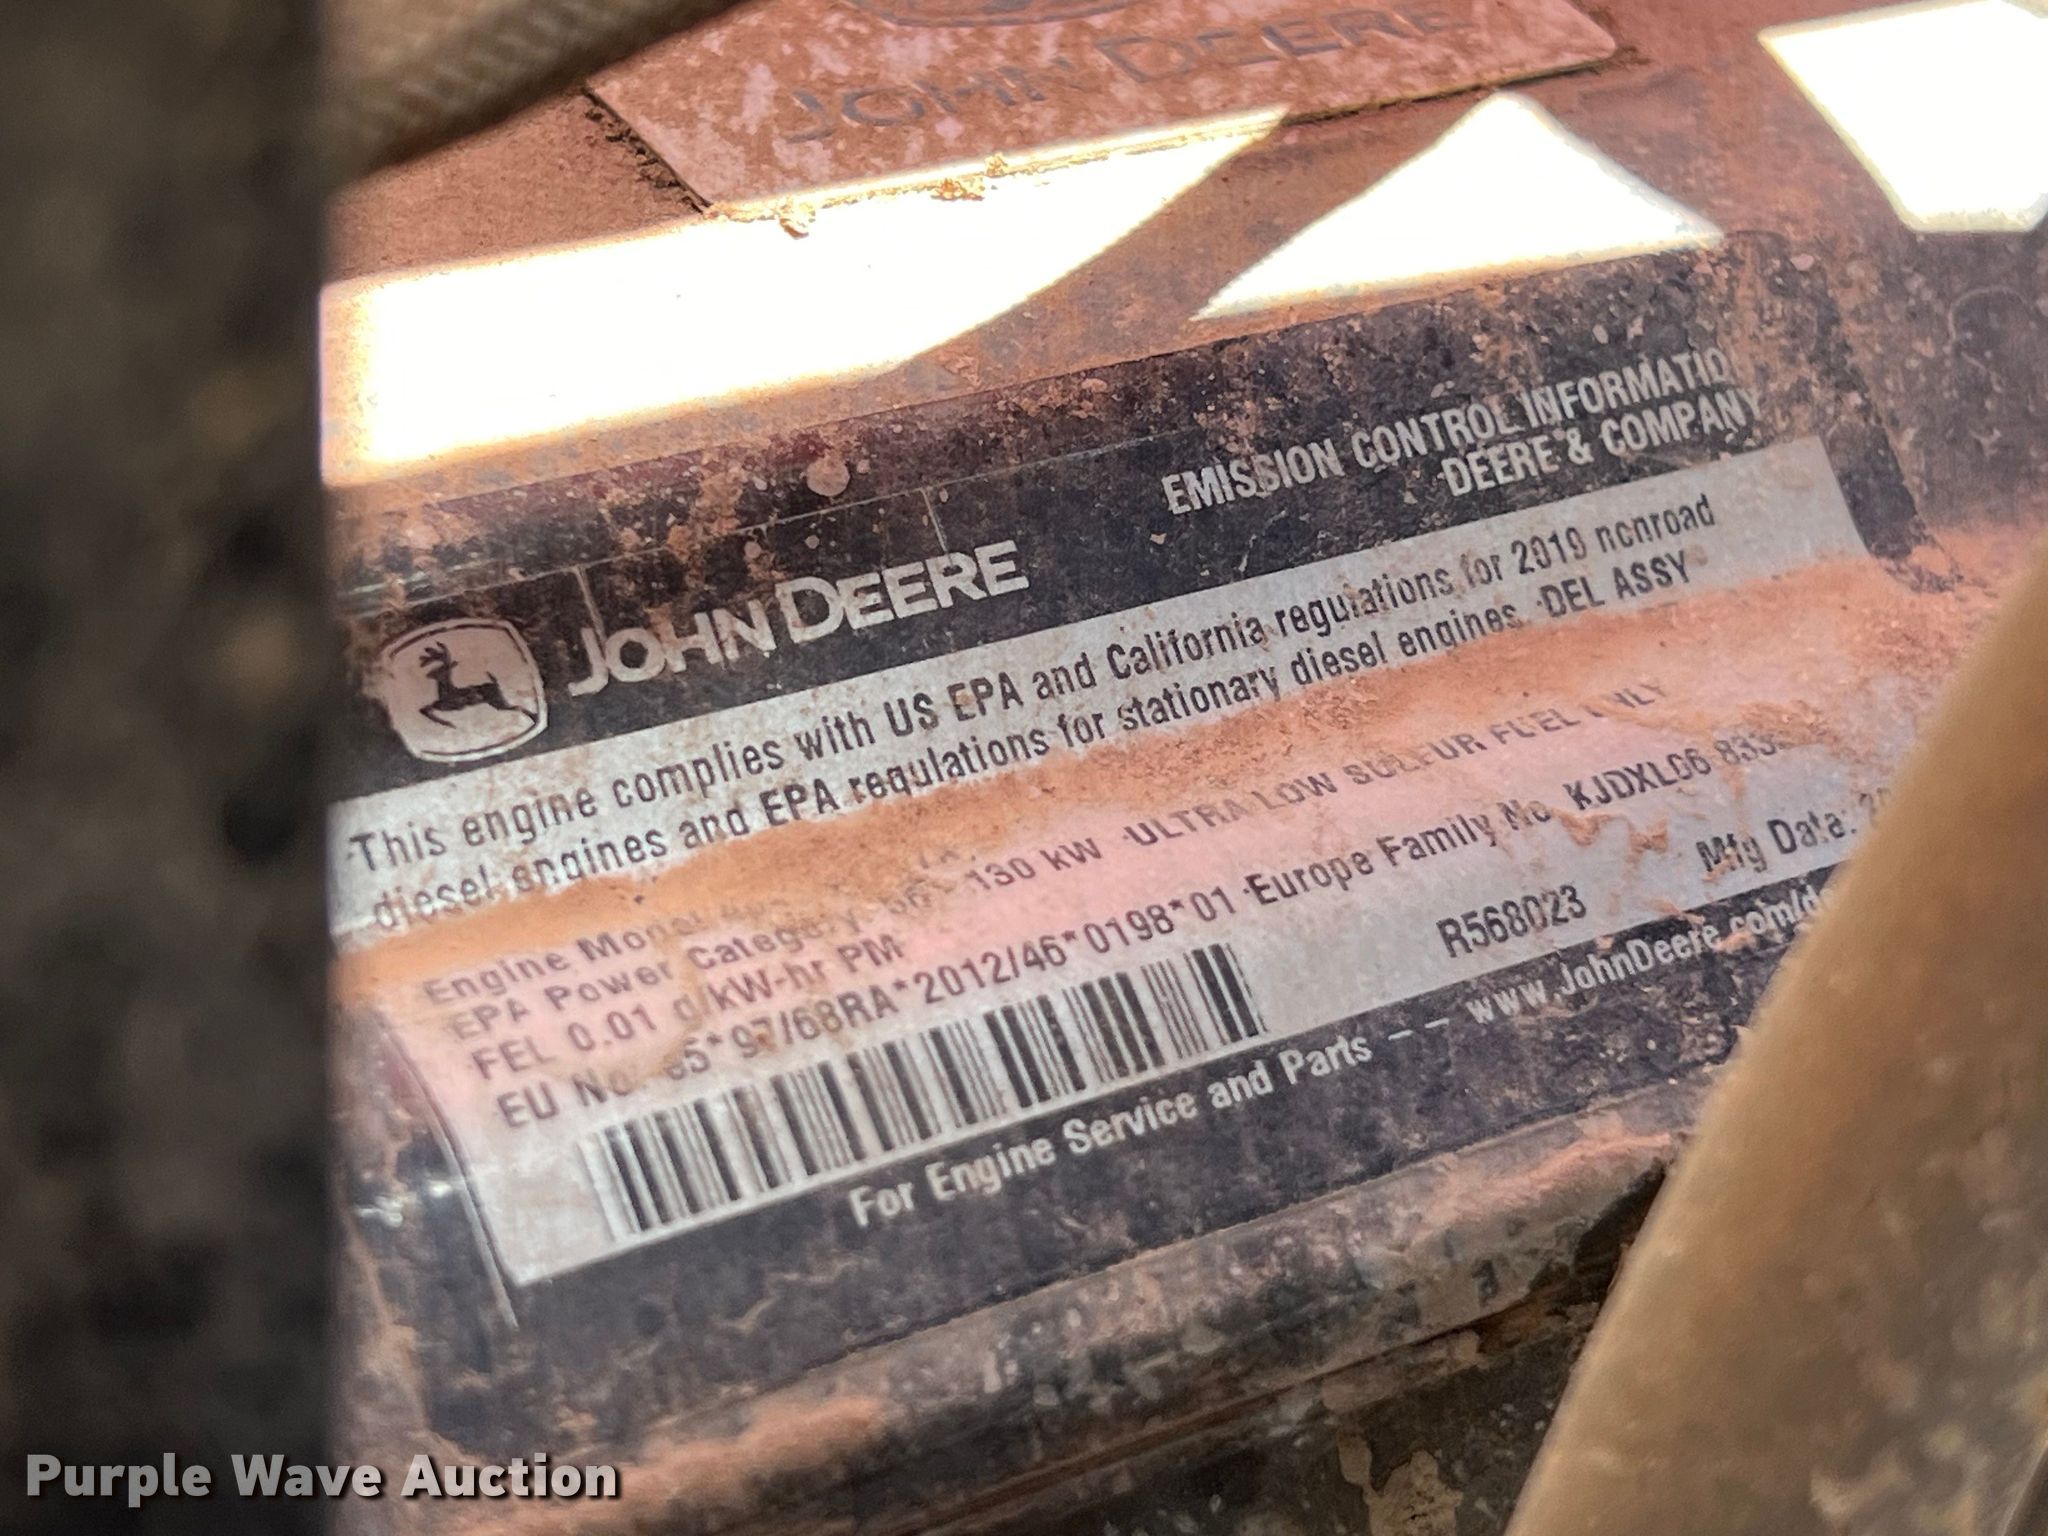 JOHN DEERE
EMISSION CONTROL INFORMATIO
DEERE & COMPANY
JOHN DEERE
·This engine complies with US EPA and California regulations for 2019 nonroad
diesel engines and EPA regulations for stationary diesel engines. ·DEL ASSY
Engine Model
EPA Power Category 130 kW ·ULTRA LOW SULFUR FUEL ONLY
FEL 0.01 g/kW-hr PM
·EU No. 97/68RA*2012/46*0198*01 ·Europe Family No.
R568023
Mfg Data:
For Engine Service and Parts -- www.JohnDeere.com/d
Purple Wave Auction